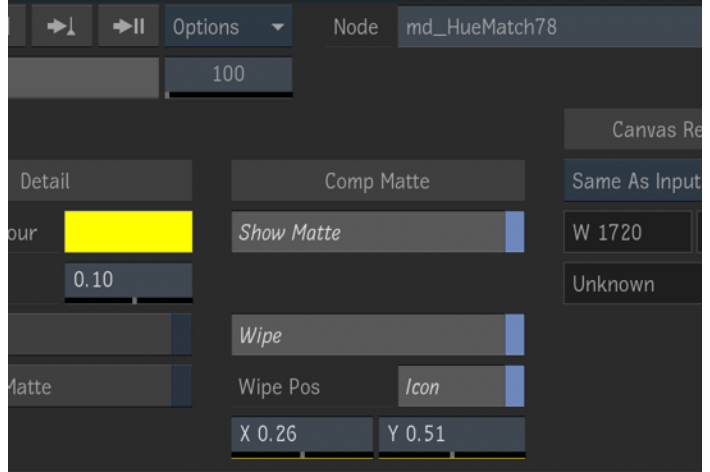 Options Node md_HueMatch78
100
Canvas Re
Detail Comp Matte Same As Input
our Show Matte W 1720
0.10 Unknown
Wipe
Matte Wipe Pos Icon
X 0.26 Y 0.51